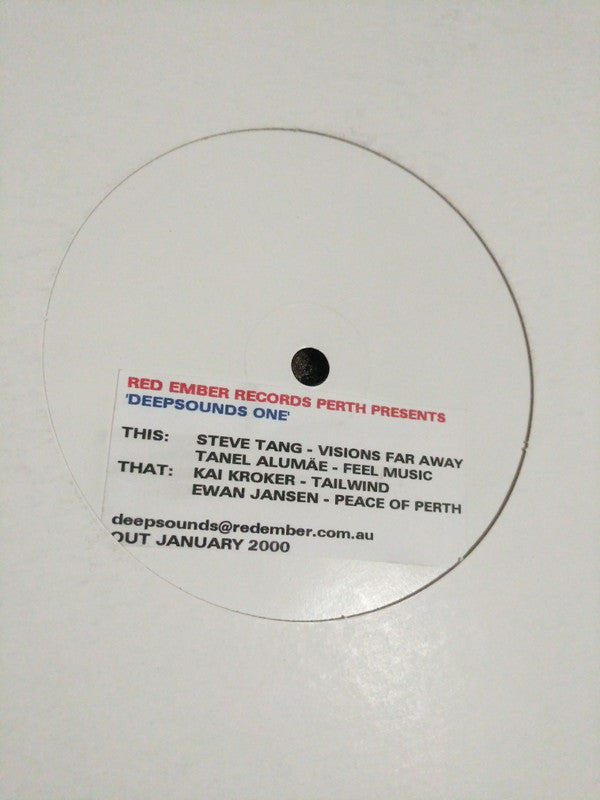 RED EMBER RECORDS PERTH PRESENTS
'DEEPSOUNDS ONE'
THIS: STEVE TANG - VISIONS FAR AWAY
TANEL ALUMÄE - FEEL MUSIC
THAT: KAI KROKER - TAILWIND
EWAN JANSEN - PEACE OF PERTH
deepsounds@redember.com.au
OUT JANUARY 2000